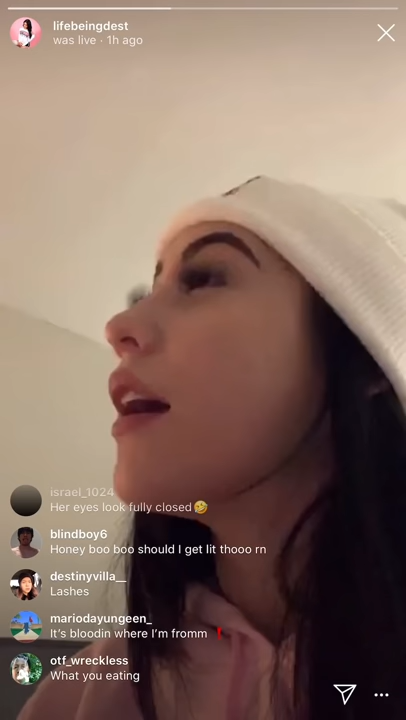 lifebeingdest
was live · 1h ago
israel_1024
Her eyes look fully closed🤣
blindboy6
Honey boo boo should I get lit thooo rn
destinyvilla__
Lashes
mariodayungeen_
It's bloodin where I'm fromm ❗
otf_wreckless
What you eating